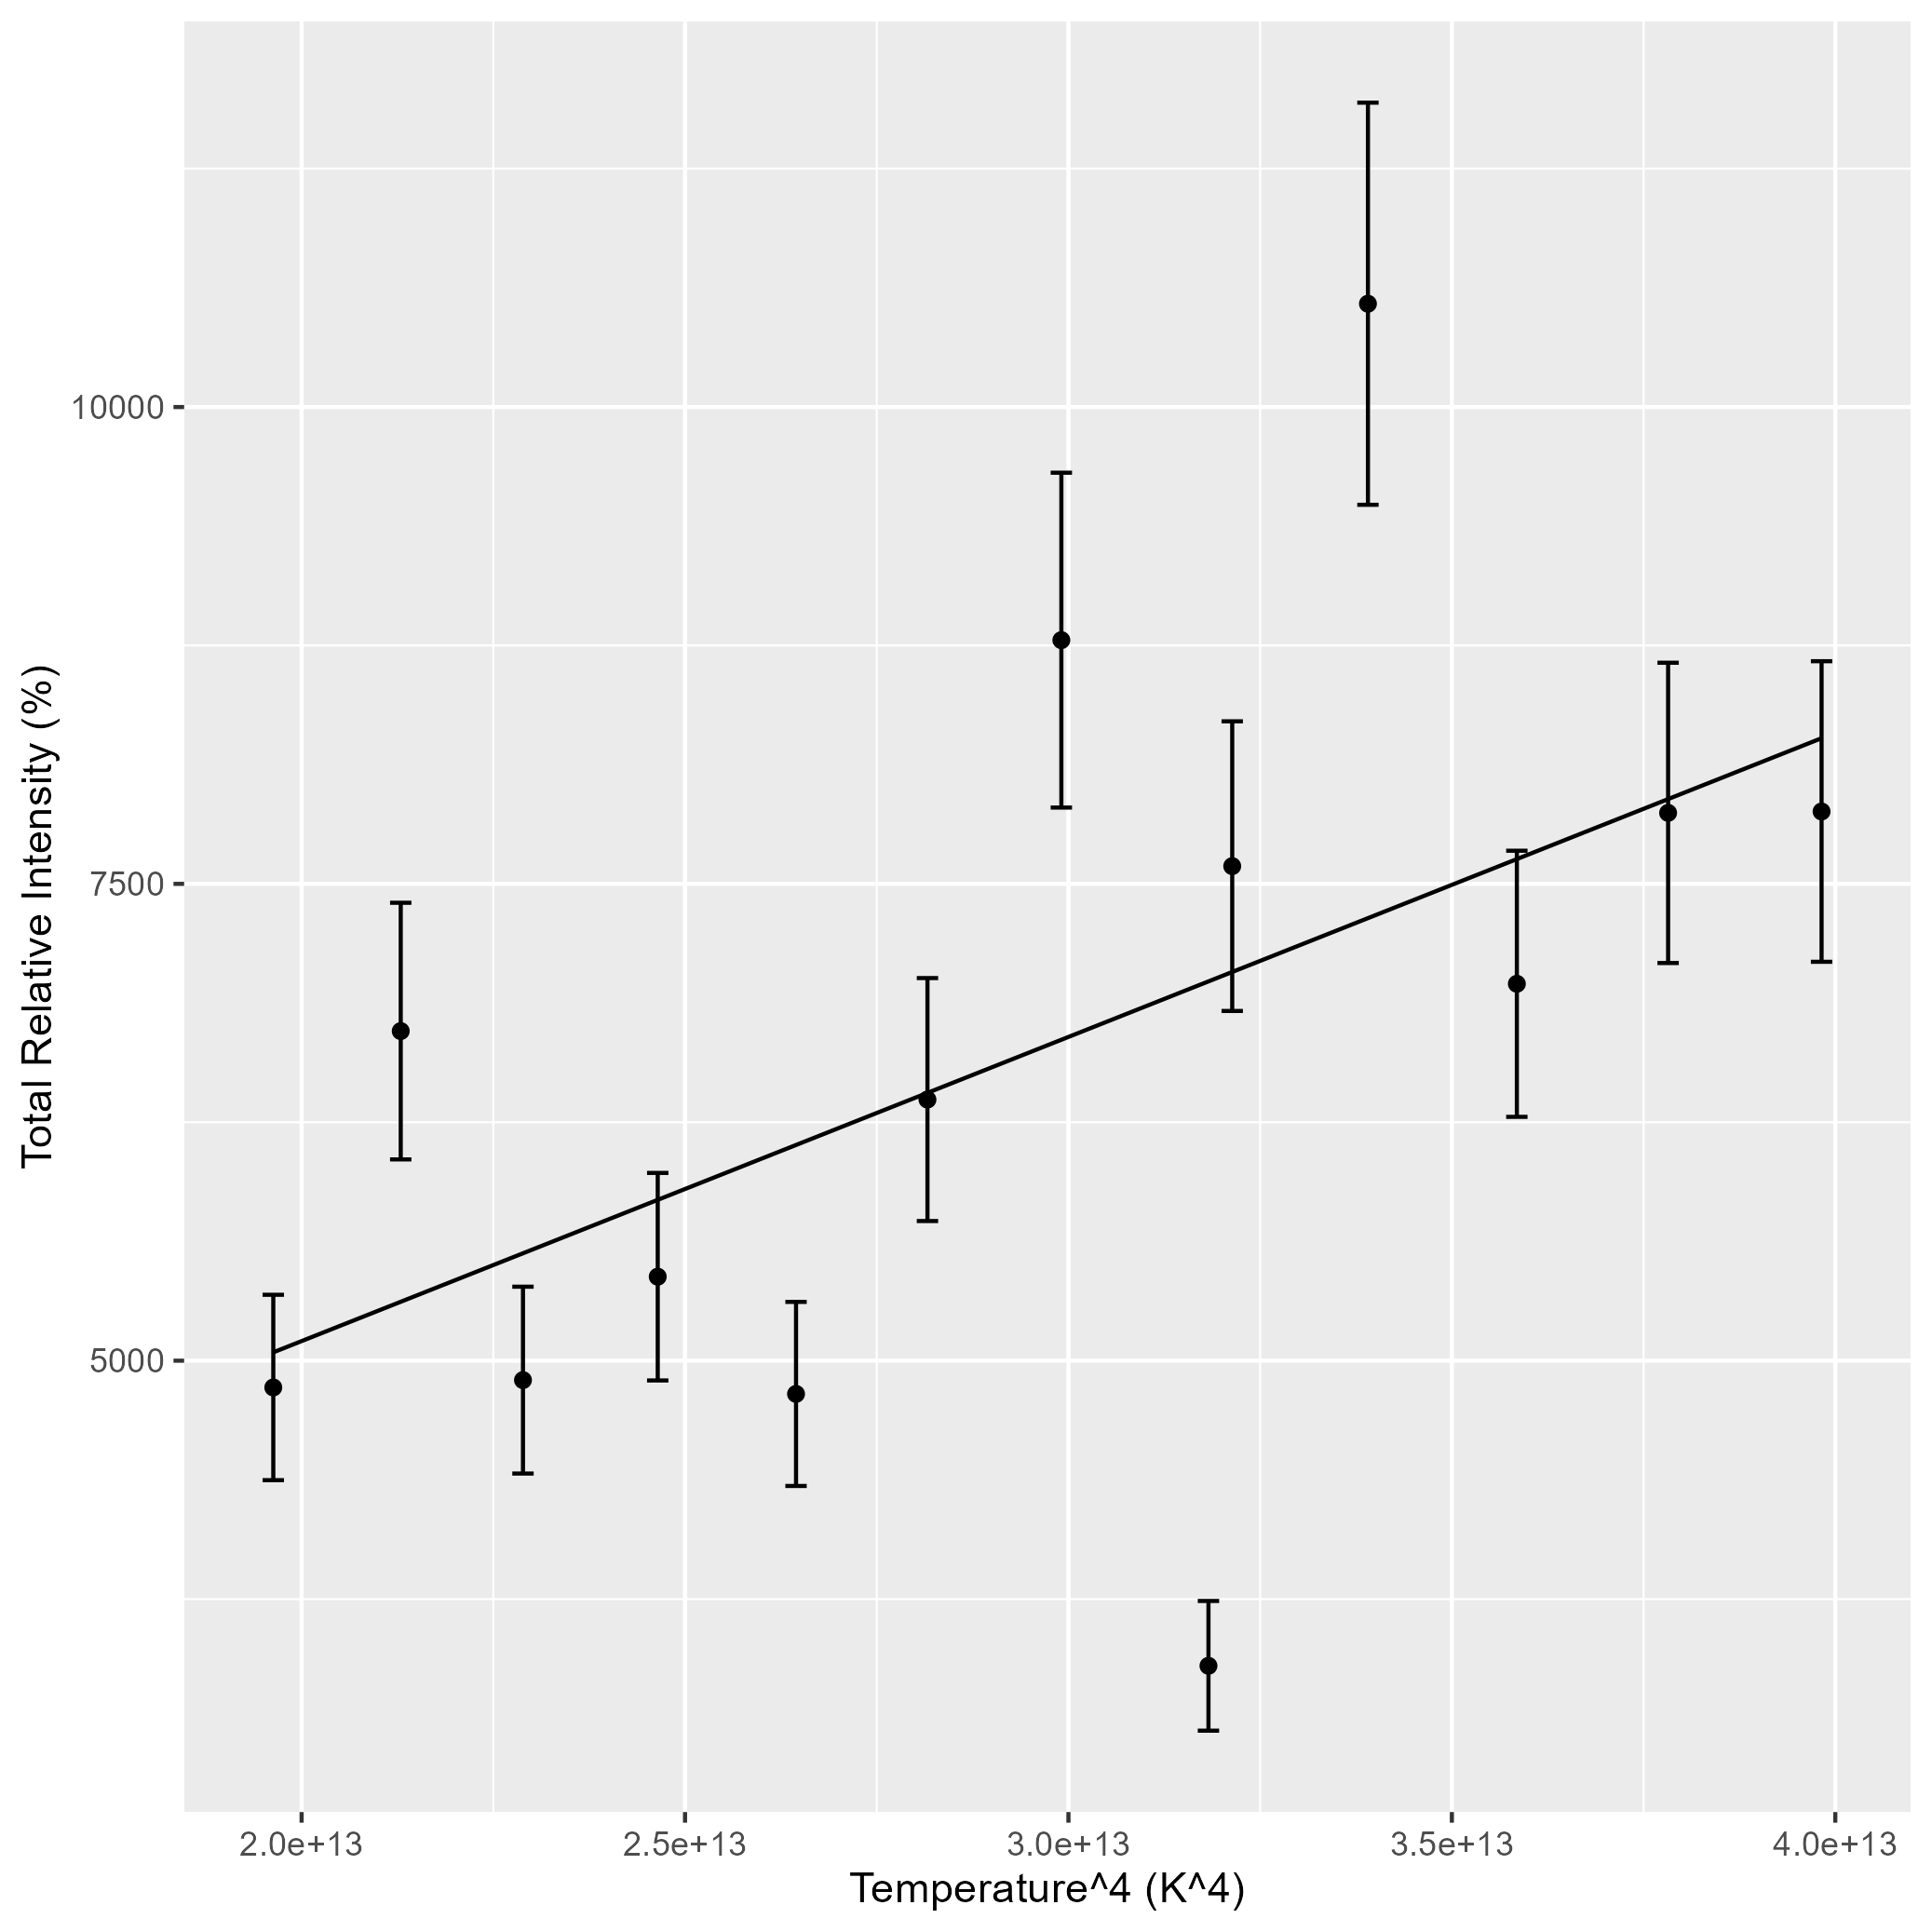 Total Relative Intensity (%)
10000
7500
5000
2.0e+13 2.5e+13 3.0e+13 3.5e+13 4.0e+13
Temperature^4 (K^4)